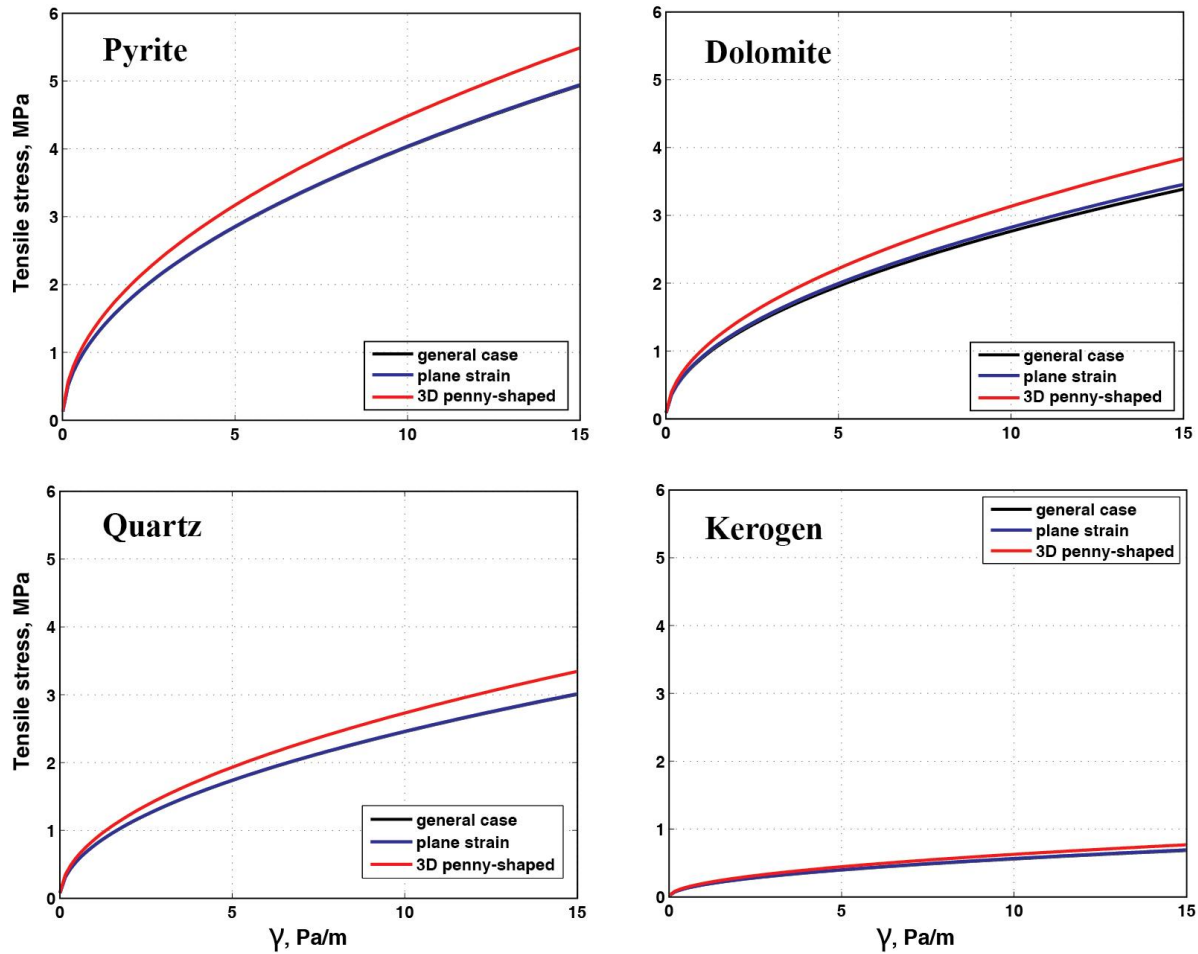 Pyrite
Tensile stress, MPa
6
5
4
3
2
1
0
0 5 10 15
general case
plane strain
3D penny-shaped
Dolomite
6
5
4
3
2
1
0
0 5 10 15
general case
plane strain
3D penny-shaped
Quartz
Tensile stress, MPa
6
5
4
3
2
1
0
0 5 10 15
γ, Pa/m
general case
plane strain
3D penny-shaped
Kerogen
6
5
4
3
2
1
0
0 5 10 15
γ, Pa/m
general case
plane strain
3D penny-shaped